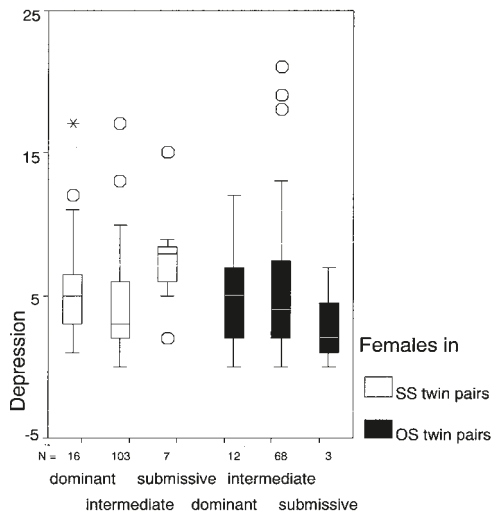 25
15
5
-5
Depression
Females in
SS twin pairs
OS twin pairs
N = 16 103 7 12 68 3
dominant submissive intermediate
intermediate dominant submissive